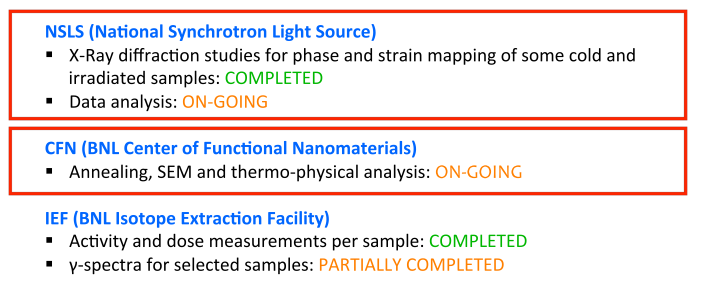 NSLS (National Synchrotron Light Source)
▪ X-Ray diffraction studies for phase and strain mapping of some cold and
irradiated samples: COMPLETED
▪ Data analysis: ON-GOING
CFN (BNL Center of Functional Nanomaterials)
▪ Annealing, SEM and thermo-physical analysis: ON-GOING
IEF (BNL Isotope Extraction Facility)
▪ Activity and dose measurements per sample: COMPLETED
▪ γ-spectra for selected samples: PARTIALLY COMPLETED